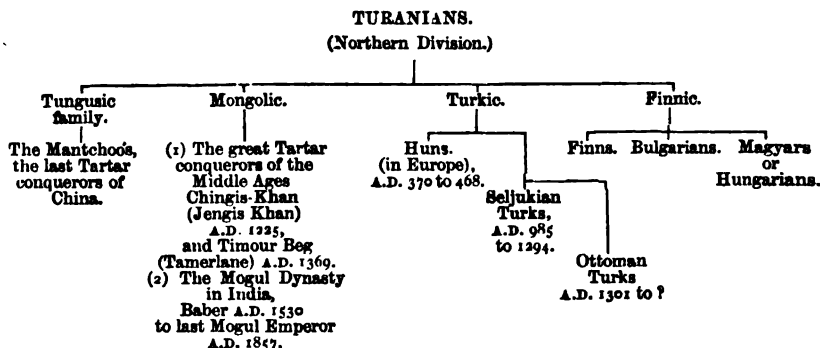 TURANIANS.
(Northern Division.)
Tungusic
family.
The Mantchoos,
the last Tartar
conquerors of
China.
Mongolic.
(1) The great Tartar
conquerors of the
Middle Ages
Chingis-Khan
(Jengis Khan)
A.D. 1225,
and Timour Beg
(Tamerlane) A.D. 1369.
(2) The Mogul Dynasty
in India,
Baber A.D. 1530
to last Mogul Emperor
A.D. 1857.
Turkic.
Huns.
(in Europe),
A.D. 370 to 468.
Seljukian
Turks,
A.D. 985
to 1294.
Ottoman
Turks
A.D. 1301 to ?
Finnic.
Finns. Bulgarians. Magyars
or
Hungarians.